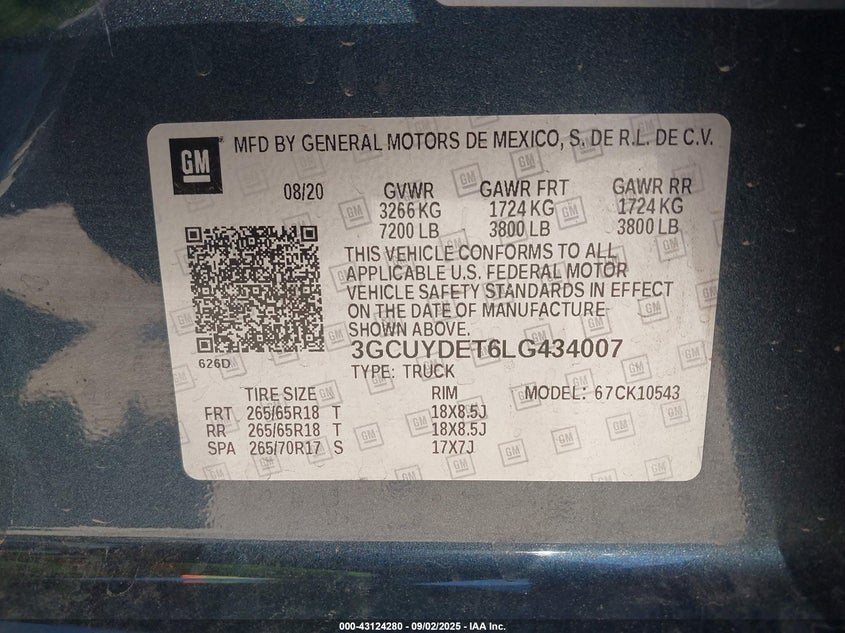 GM MFD BY GENERAL MOTORS DE MEXICO, S. DE R.L. DE C.V.
08/20 GVWR GAWR FRT GAWR RR
3266 KG 1724 KG 1724 KG
7200 LB 3800 LB 3800 LB
THIS VEHICLE CONFORMS TO ALL
APPLICABLE U.S. FEDERAL MOTOR
VEHICLE SAFETY STANDARDS IN EFFECT
ON THE DATE OF MANUFACTURE
SHOWN ABOVE.
3GCUYDET6LG434007
626D
TYPE: TRUCK
TIRE SIZE RIM MODEL: 67CK10543
FRT 265/65R18 T 18X8.5J
RR 265/65R18 T 18X8.5J
SPA 265/70R17 S 17X7J
000-43124280 - 09/02/2025 - IAA Inc.